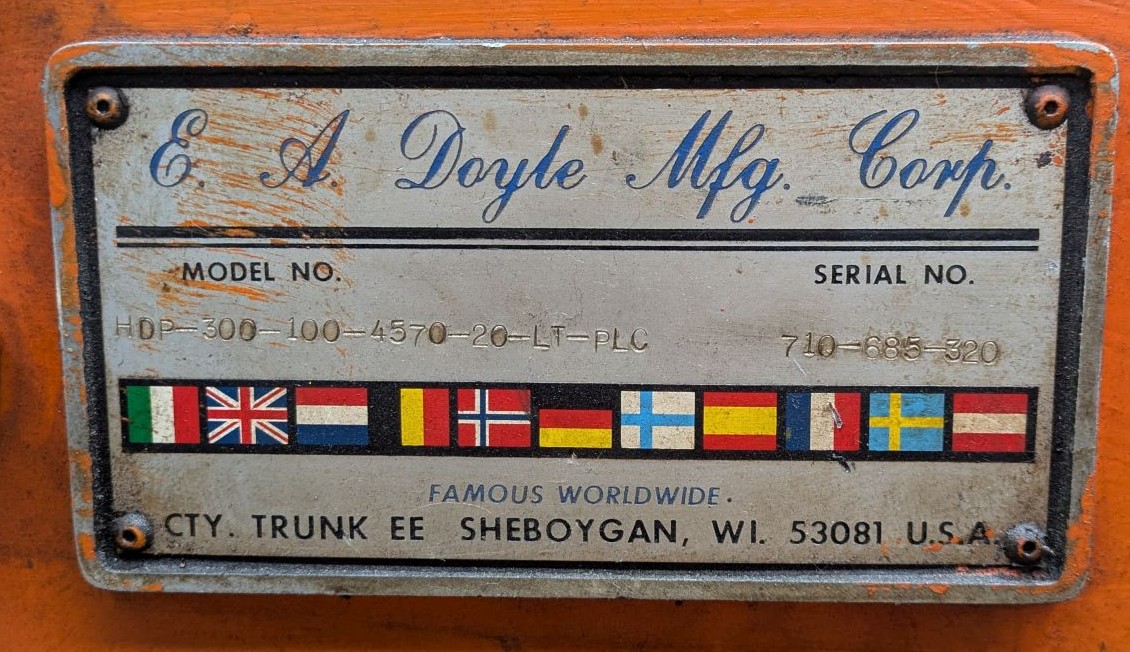 E. A. Doyle Mfg. Corp.
MODEL NO. SERIAL NO.
HDP-300-100-4570-20-LT-PLC 710-685-320
FAMOUS WORLDWIDE.
CTY. TRUNK EE SHEBOYGAN, WI. 53081 U.S.A.